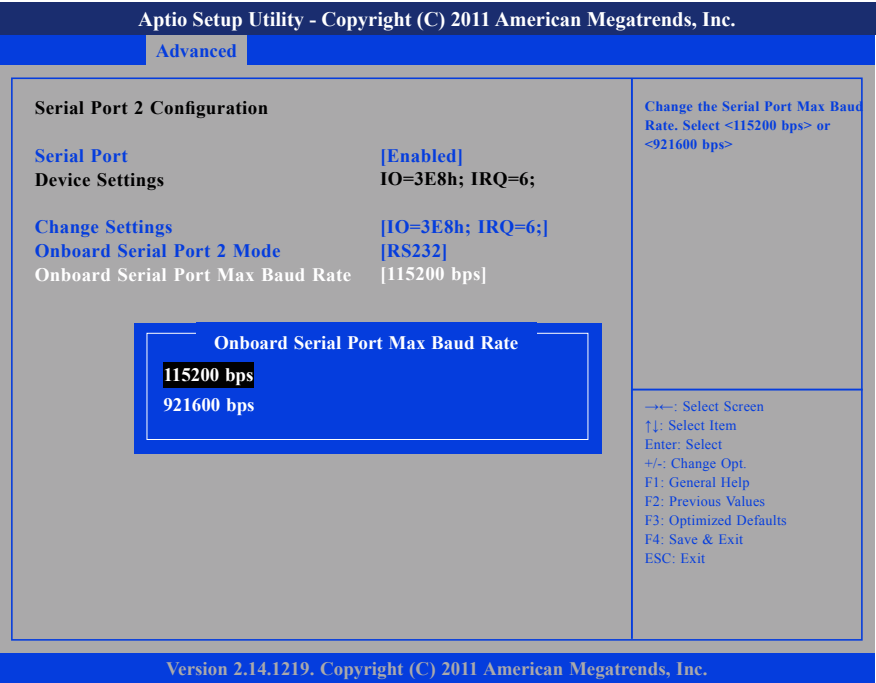 Aptio Setup Utility - Copyright (C) 2011 American Megatrends, Inc.
Advanced
Serial Port 2 Configuration
Serial Port [Enabled]
Device Settings IO=3E8h; IRQ=6;
Change Settings [IO=3E8h; IRQ=6;]
Onboard Serial Port 2 Mode [RS232]
Onboard Serial Port Max Baud Rate [115200 bps]
Onboard Serial Port Max Baud Rate
115200 bps
921600 bps
Change the Serial Port Max Baud
Rate. Select <115200 bps> or
<921600 bps>
→←: Select Screen
↑↓: Select Item
Enter: Select
+/-: Change Opt.
F1: General Help
F2: Previous Values
F3: Optimized Defaults
F4: Save & Exit
ESC: Exit
Version 2.14.1219. Copyright (C) 2011 American Megatrends, Inc.